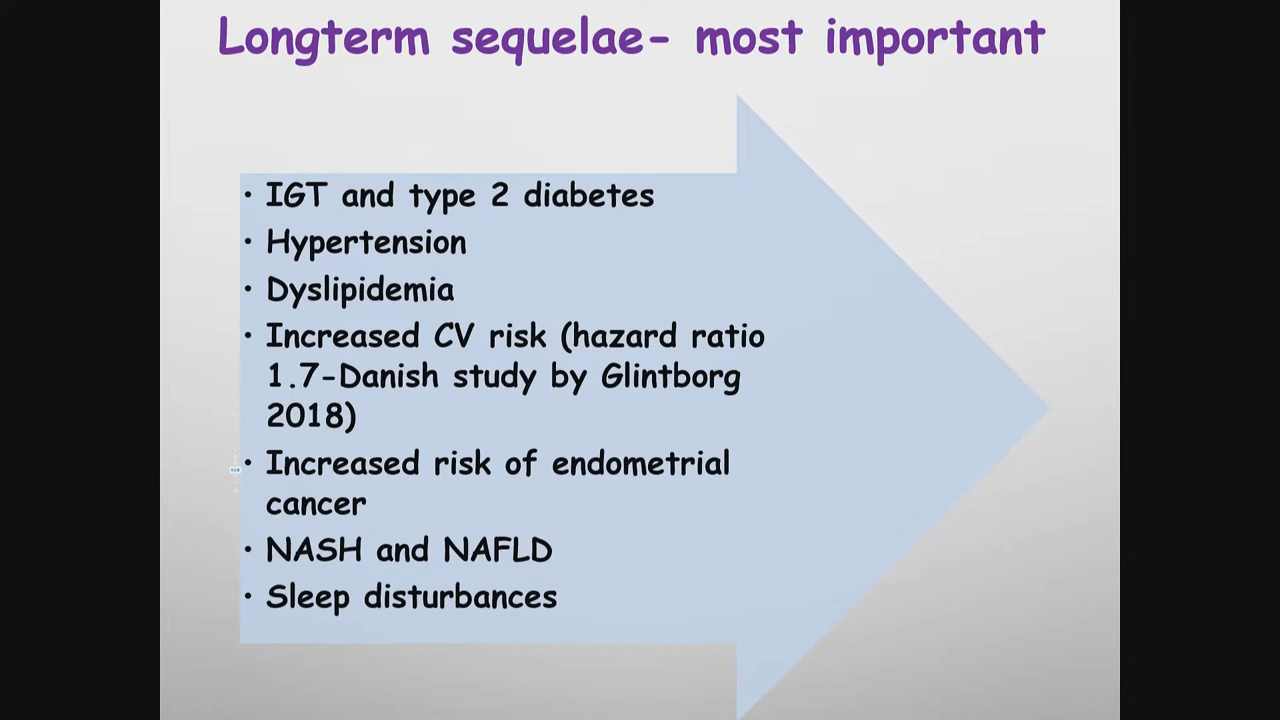 Longterm sequelae- most important
• IGT and type 2 diabetes
• Hypertension
• Dyslipidemia
• Increased CV risk (hazard ratio
1.7-Danish study by Glintborg
2018)
• Increased risk of endometrial
cancer
• NASH and NAFLD
• Sleep disturbances